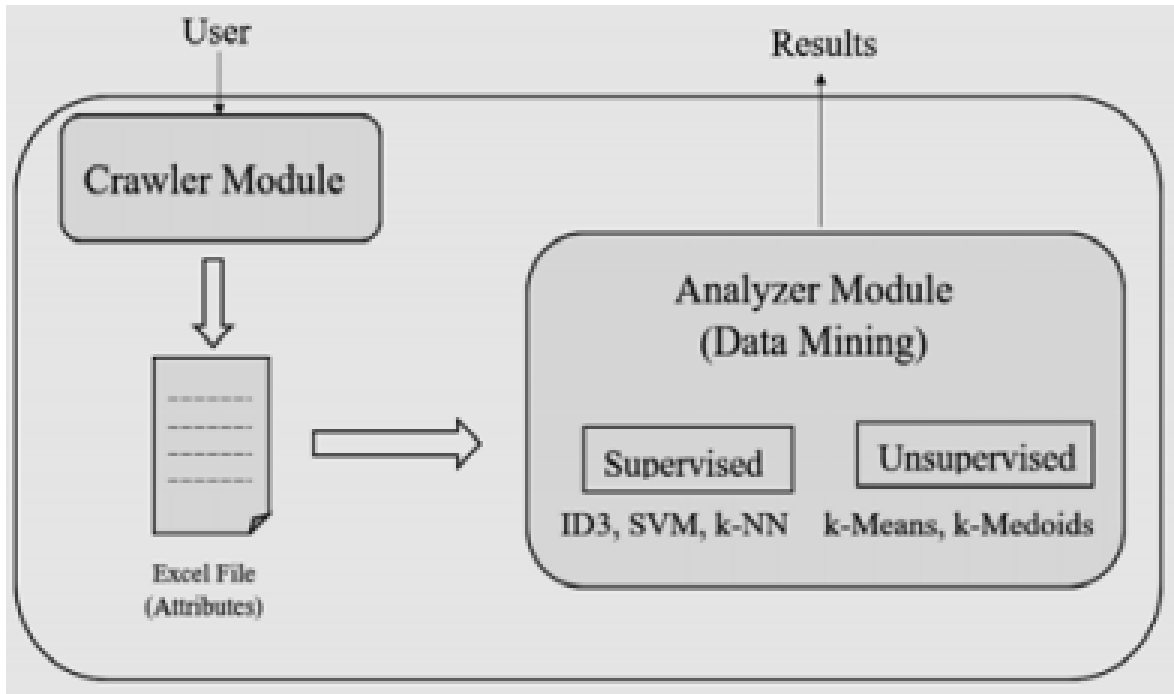 User
Results
Crawler Module
Analyzer Module
(Data Mining)
Supervised
Unsupervised
ID3, SVM, k-NN
k-Means, k-Medoids
Excel File
(Attributes)